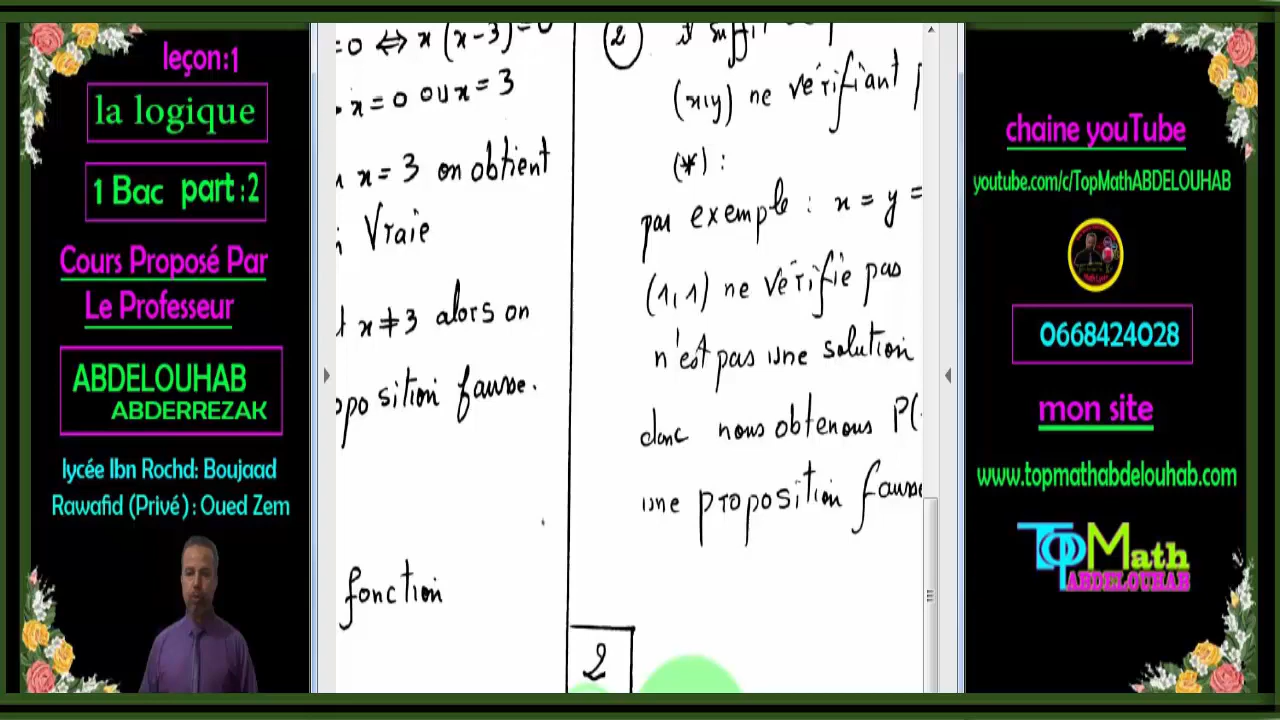 leçon:1
la logique
1 Bac part:2
Cours Proposé Par
Le Professeur
ABDELOUHAB
ABDERREZAK
lycée Ibn Rochd: Boujaad
Rawafid (Privé) : Oued Zem
=0 ⇔ x (x-3)=0
x = 0 ou x = 3
x = 3 on obtient
Vraie
x ≠ 3 alors on
position fausse.
fonction
2
(x,y) ne vérifiant
(*) :
par exemple : x = y =
(1,1) ne vérifie pas
n'est pas une solution
donc nous obtenons P(
une proposition fausse
2
chaine youTube
youtube.com/c/TopMathABDELOUHAB
0668424028
mon site
www.topmathabdelouhab.com
TopMath
ABDELOUHAB